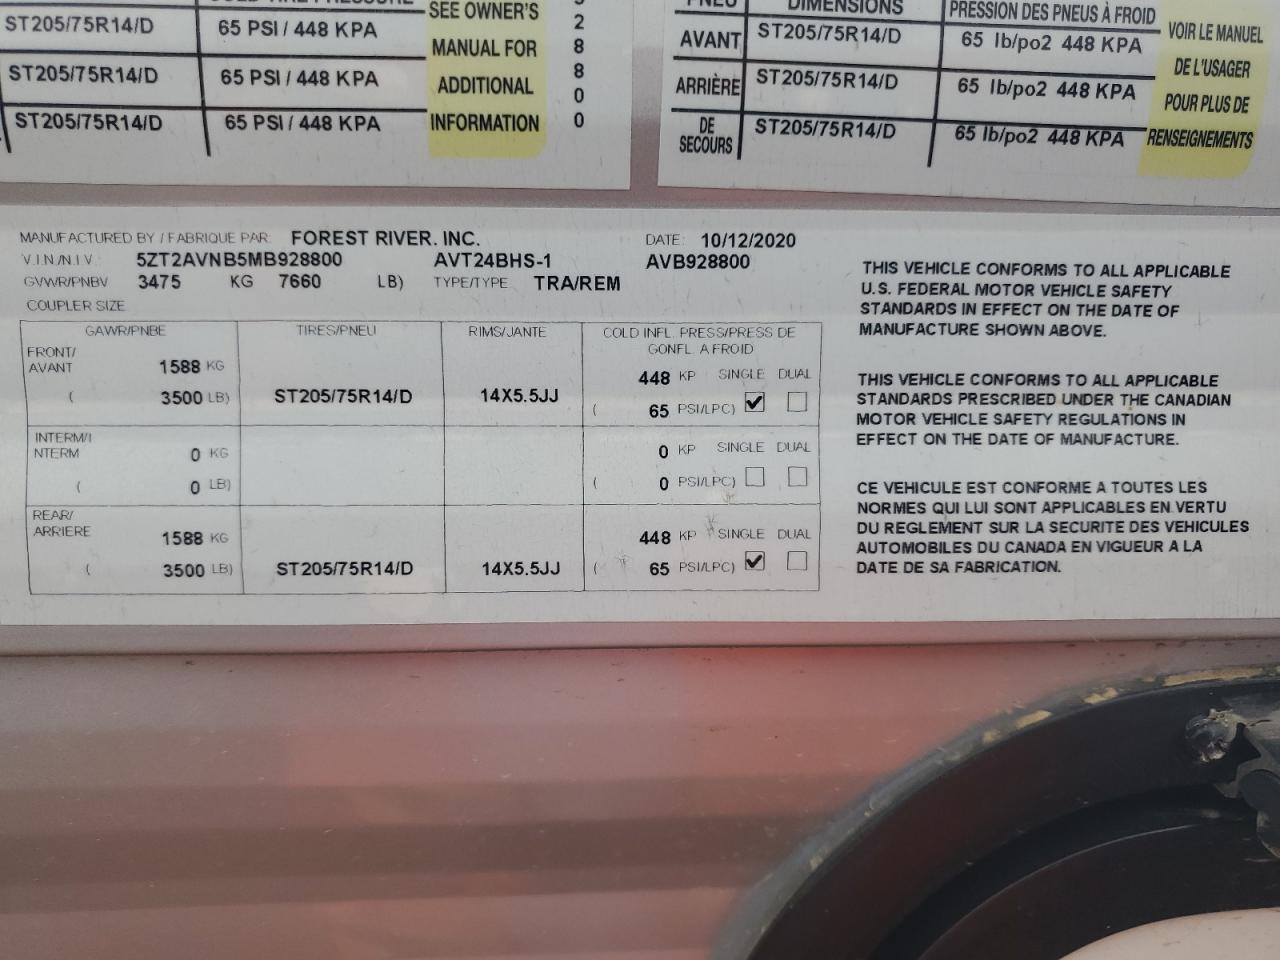 COLD TIRE PRESSURE
ST205/75R14/D 65 PSI / 448 KPA
ST205/75R14/D 65 PSI / 448 KPA
ST205/75R14/D 65 PSI / 448 KPA
SEE OWNER'S
MANUAL FOR
ADDITIONAL
INFORMATION
2
8
8
0
0
PNEU DIMENSIONS PRESSION DES PNEUS À FROID
AVANT ST205/75R14/D 65 lb/po2 448 KPA
ARRIÈRE ST205/75R14/D 65 lb/po2 448 KPA
DE
SECOURS ST205/75R14/D 65 lb/po2 448 KPA
VOIR LE MANUEL
DE L'USAGER
POUR PLUS DE
RENSEIGNEMENTS
MANUFACTURED BY / FABRIQUE PAR: FOREST RIVER. INC. DATE: 10/12/2020
V.I.N/N.I.V: 5ZT2AVNB5MB928800 AVT24BHS-1 AVB928800
GVWR/PNBV 3475 KG 7660 LB) TYPE/TYPE TRA/REM
COUPLER SIZE
GAWR/PNBE TIRES/PNEU RIMS/JANTE COLD INFL. PRESS/PRESS DE
GONFL. A FROID
FRONT/
AVANT 1588 KG 448 KP SINGLE DUAL
( 3500 LB) ST205/75R14/D 14X5.5JJ ( 65 PSI/LPC) ✔
INTERM/I
NTERM 0 KG 0 KP SINGLE DUAL
( 0 LB) ( 0 PSI/LPC)
REAR/
ARRIERE 1588 KG 448 KP SINGLE DUAL
( 3500 LB) ST205/75R14/D 14X5.5JJ ( 65 PSI/LPC) ✔
THIS VEHICLE CONFORMS TO ALL APPLICABLE
U.S. FEDERAL MOTOR VEHICLE SAFETY
STANDARDS IN EFFECT ON THE DATE OF
MANUFACTURE SHOWN ABOVE.
THIS VEHICLE CONFORMS TO ALL APPLICABLE
STANDARDS PRESCRIBED UNDER THE CANADIAN
MOTOR VEHICLE SAFETY REGULATIONS IN
EFFECT ON THE DATE OF MANUFACTURE.
CE VEHICULE EST CONFORME A TOUTES LES
NORMES QUI LUI SONT APPLICABLES EN VERTU
DU REGLEMENT SUR LA SECURITE DES VEHICULES
AUTOMOBILES DU CANADA EN VIGUEUR A LA
DATE DE SA FABRICATION.